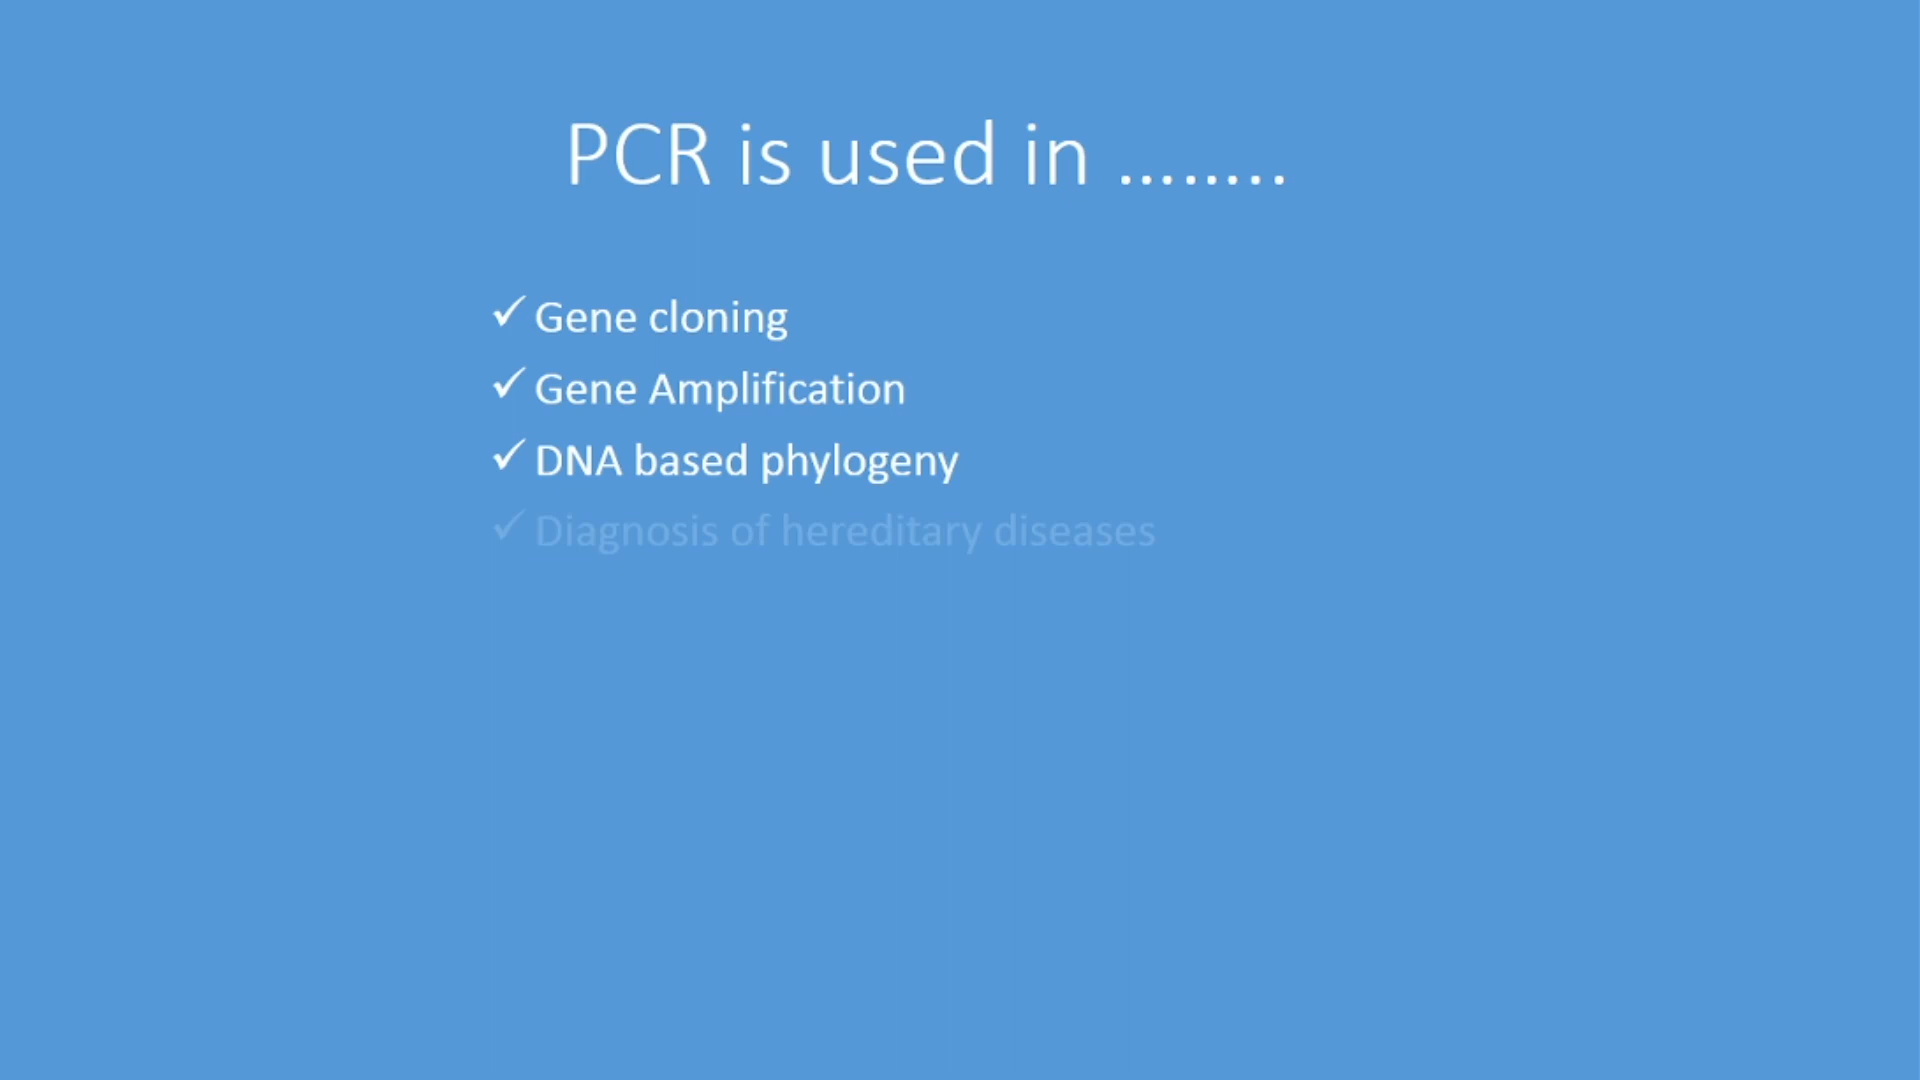 PCR is used in ........
✓ Gene cloning
✓ Gene Amplification
✓ DNA based phylogeny
✓ Diagnosis of hereditary diseases